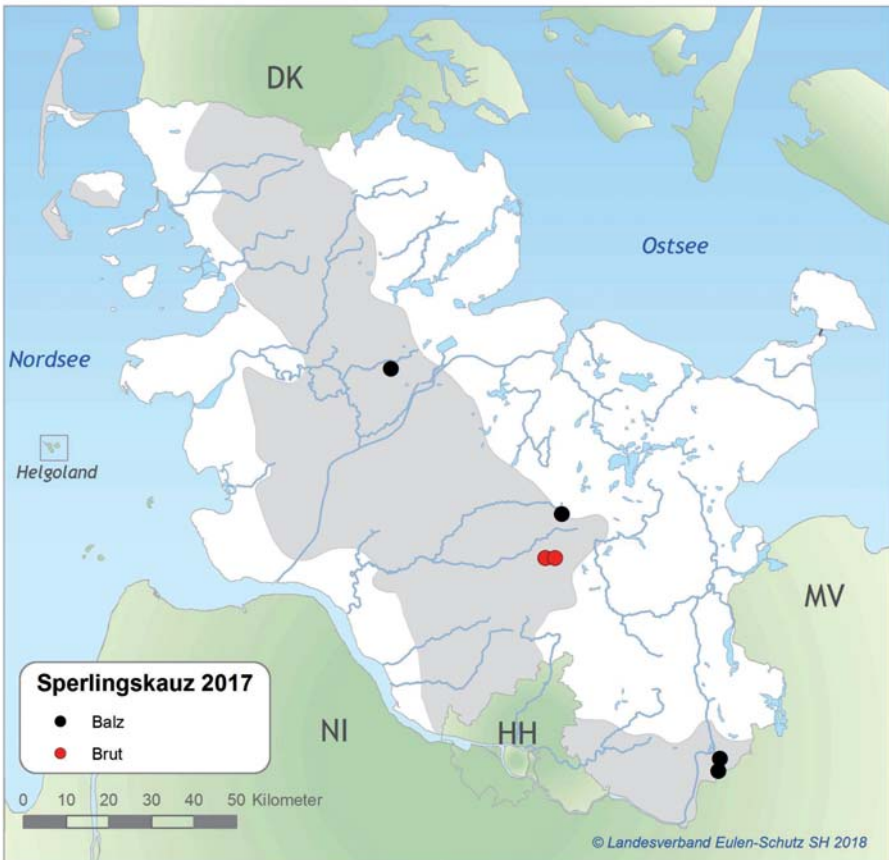 DK
Ostsee
Nordsee
Helgoland
MV
Sperlingskauz 2017
Balz
Brut
NI
HH
0 10 20 30 40 50 Kilometer
© Landesverband Eulen-Schutz SH 2018